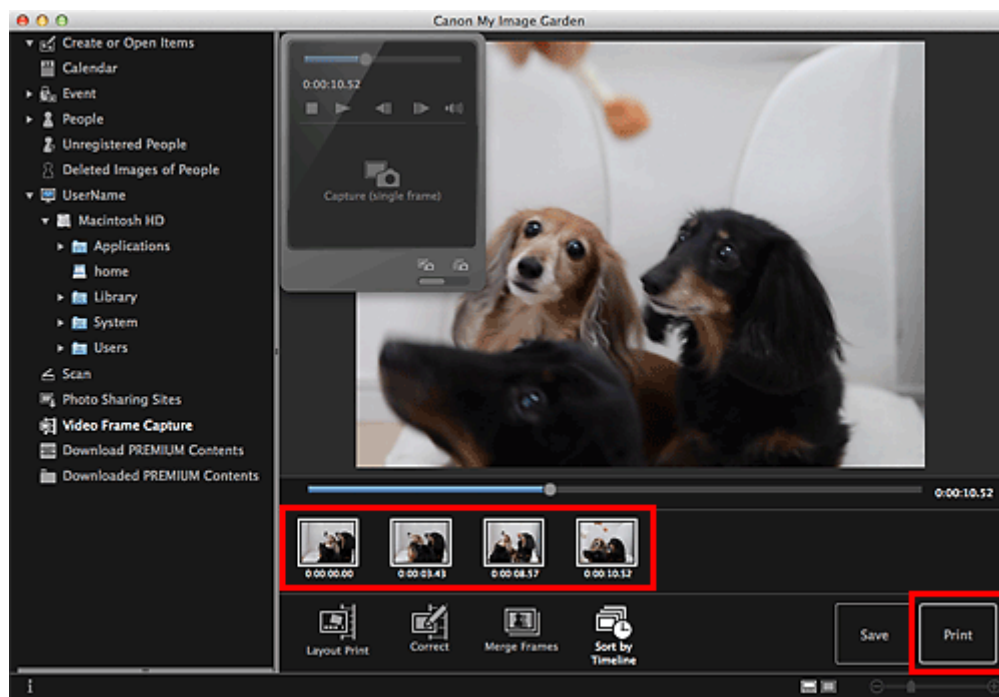 Canon My Image Garden
Create or Open Items
Calendar
Event
People
Unregistered People
Deleted Images of People
UserName
Macintosh HD
Applications
home
Library
System
Users
Scan
Photo Sharing Sites
Video Frame Capture
Download PREMIUM Contents
Downloaded PREMIUM Contents
0:00:10.52
Capture (single frame)
0:00:10.52
0:00:00.00
0:00:03.43
0:00:08.57
0:00:10.52
Layout Print
Correct
Merge Frames
Sort by
Timeline
Save
Print